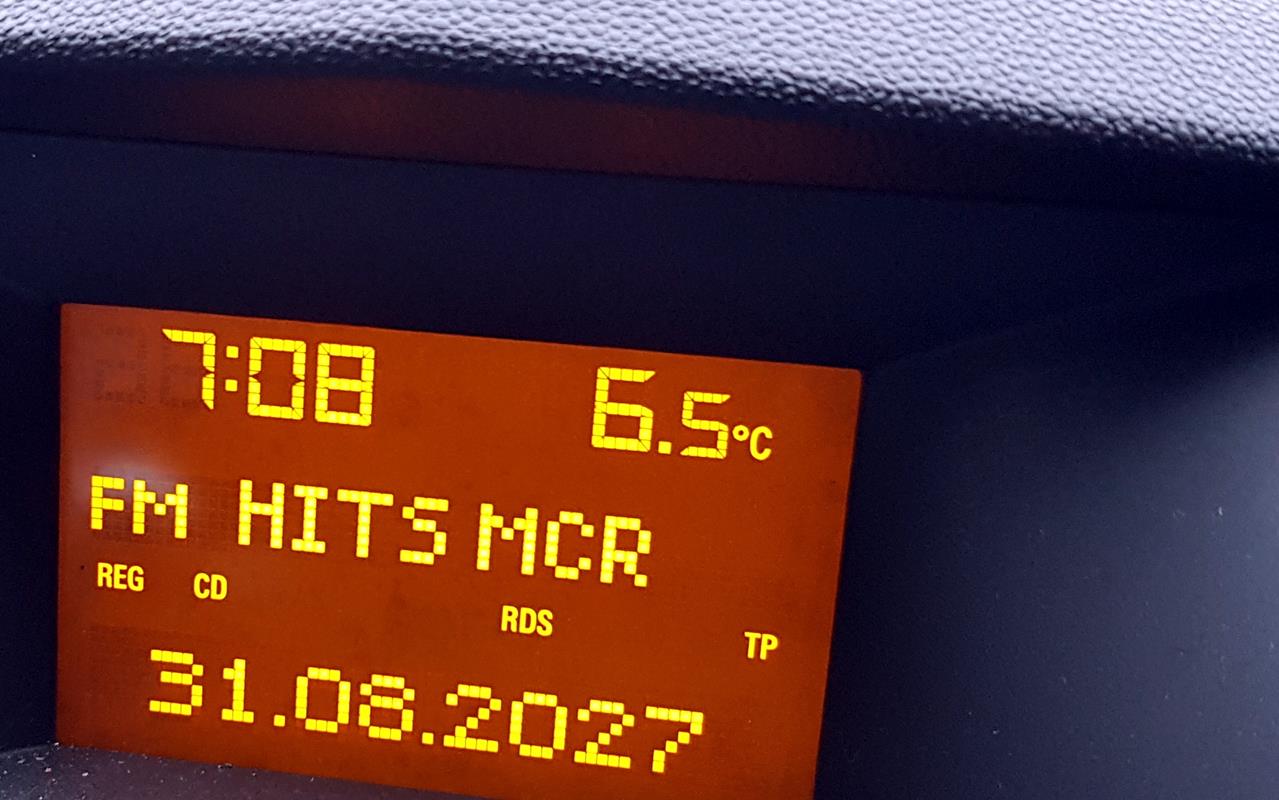 7:08 6.5°C
FM HITS MCR
REG CD RDS TP
31.08.2027